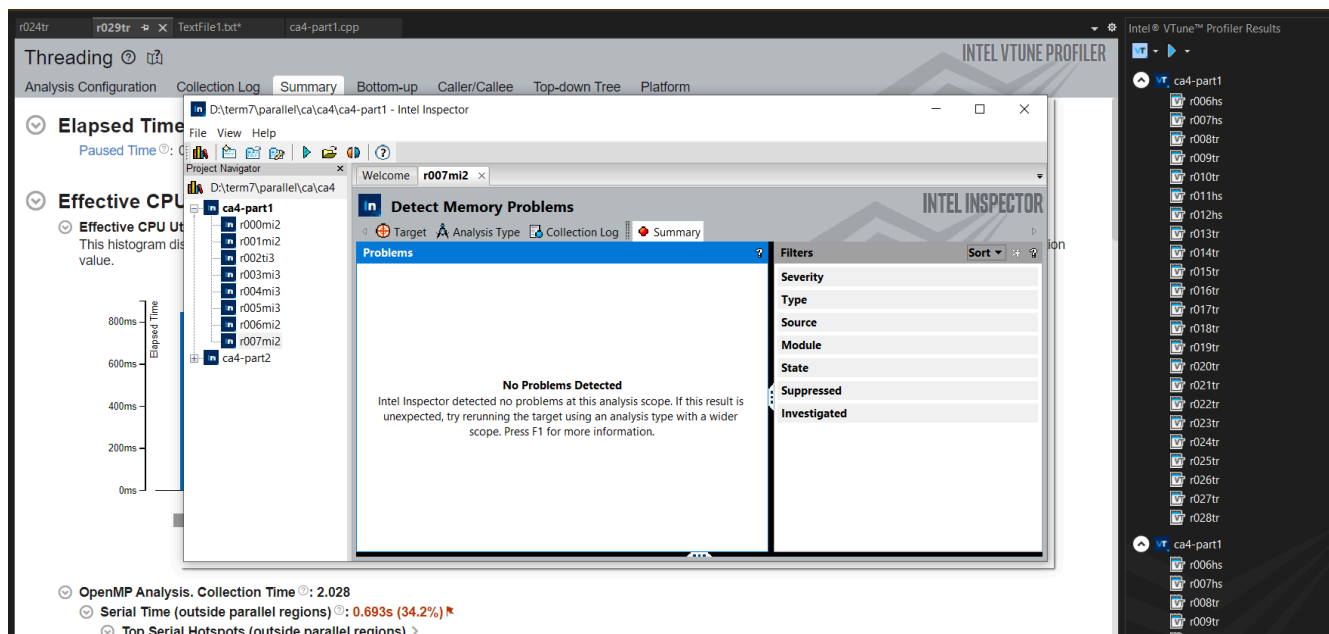 r024tr
r029tr
TextFile1.txt*
ca4-part1.cpp
Intel® VTune™ Profiler Results
Threading
INTEL VTUNE PROFILER
Analysis Configuration
Collection Log
Summary
Bottom-up
Caller/Callee
Top-down Tree
Platform
Elapsed Time
Paused Time
Effective CPU
Effective CPU Ut
This histogram dis
ion
value.
800ms
600ms
400ms
200ms
0ms
Elapsed Time
OpenMP Analysis. Collection Time : 2.028
Serial Time (outside parallel regions) : 0.693s (34.2%)
Top Serial Hotspots (outside parallel regions)
D:\term7\parallel\ca\ca4\ca4-part1 - Intel Inspector
File View Help
Project Navigator
D:\term7\parallel\ca\ca4
ca4-part1
r000mi2
r001mi2
r002ti3
r003mi3
r004mi3
r005mi3
r006mi2
r007mi2
ca4-part2
Welcome
r007mi2
Detect Memory Problems
INTEL INSPECTOR
Target
Analysis Type
Collection Log
Summary
Problems
No Problems Detected
Intel Inspector detected no problems at this analysis scope. If this result is
unexpected, try rerunning the target using an analysis type with a wider
scope. Press F1 for more information.
Filters
Sort
Severity
Type
Source
Module
State
Suppressed
Investigated
ca4-part1
r006hs
r007hs
r008tr
r009tr
r010tr
r011hs
r012hs
r013tr
r014tr
r015tr
r016tr
r017tr
r018tr
r019tr
r020tr
r021tr
r022tr
r023tr
r024tr
r025tr
r026tr
r027tr
r028tr
ca4-part1
r006hs
r007hs
r008tr
r009tr